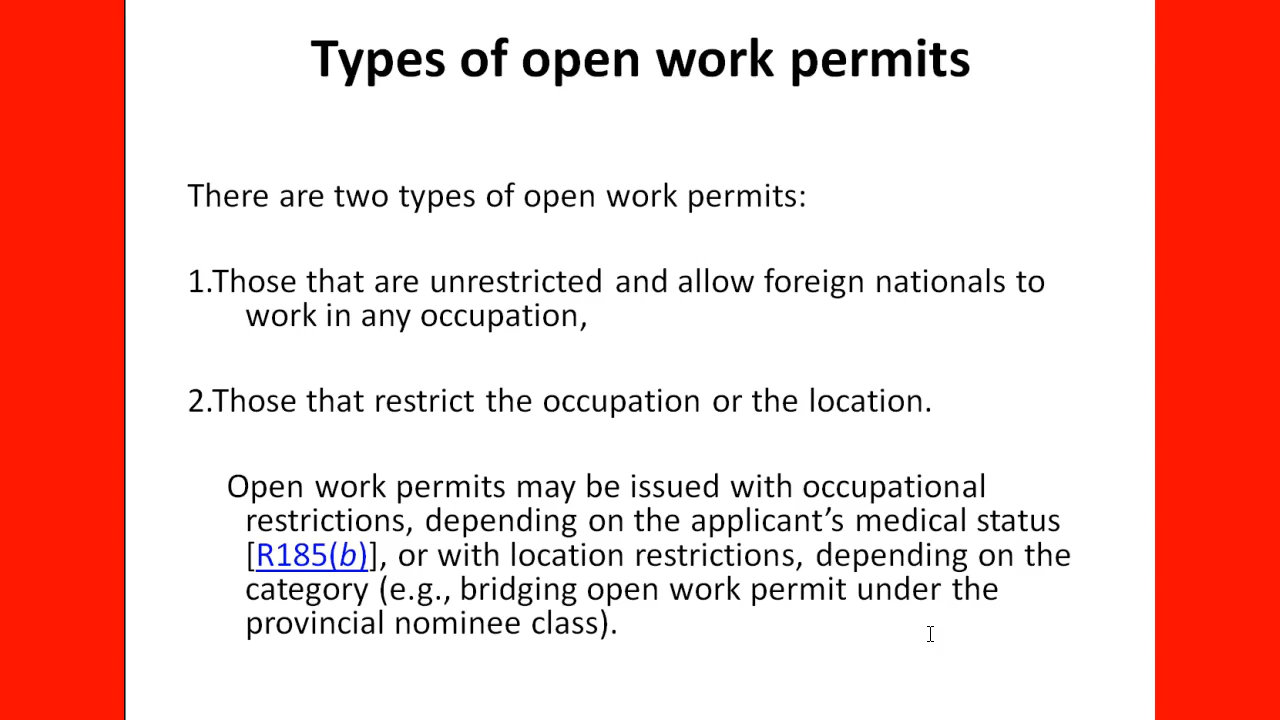 Types of open work permits
There are two types of open work permits:
1.Those that are unrestricted and allow foreign nationals to
work in any occupation,
2.Those that restrict the occupation or the location.
Open work permits may be issued with occupational
restrictions, depending on the applicant’s medical status
[R185(b)], or with location restrictions, depending on the
category (e.g., bridging open work permit under the
provincial nominee class).